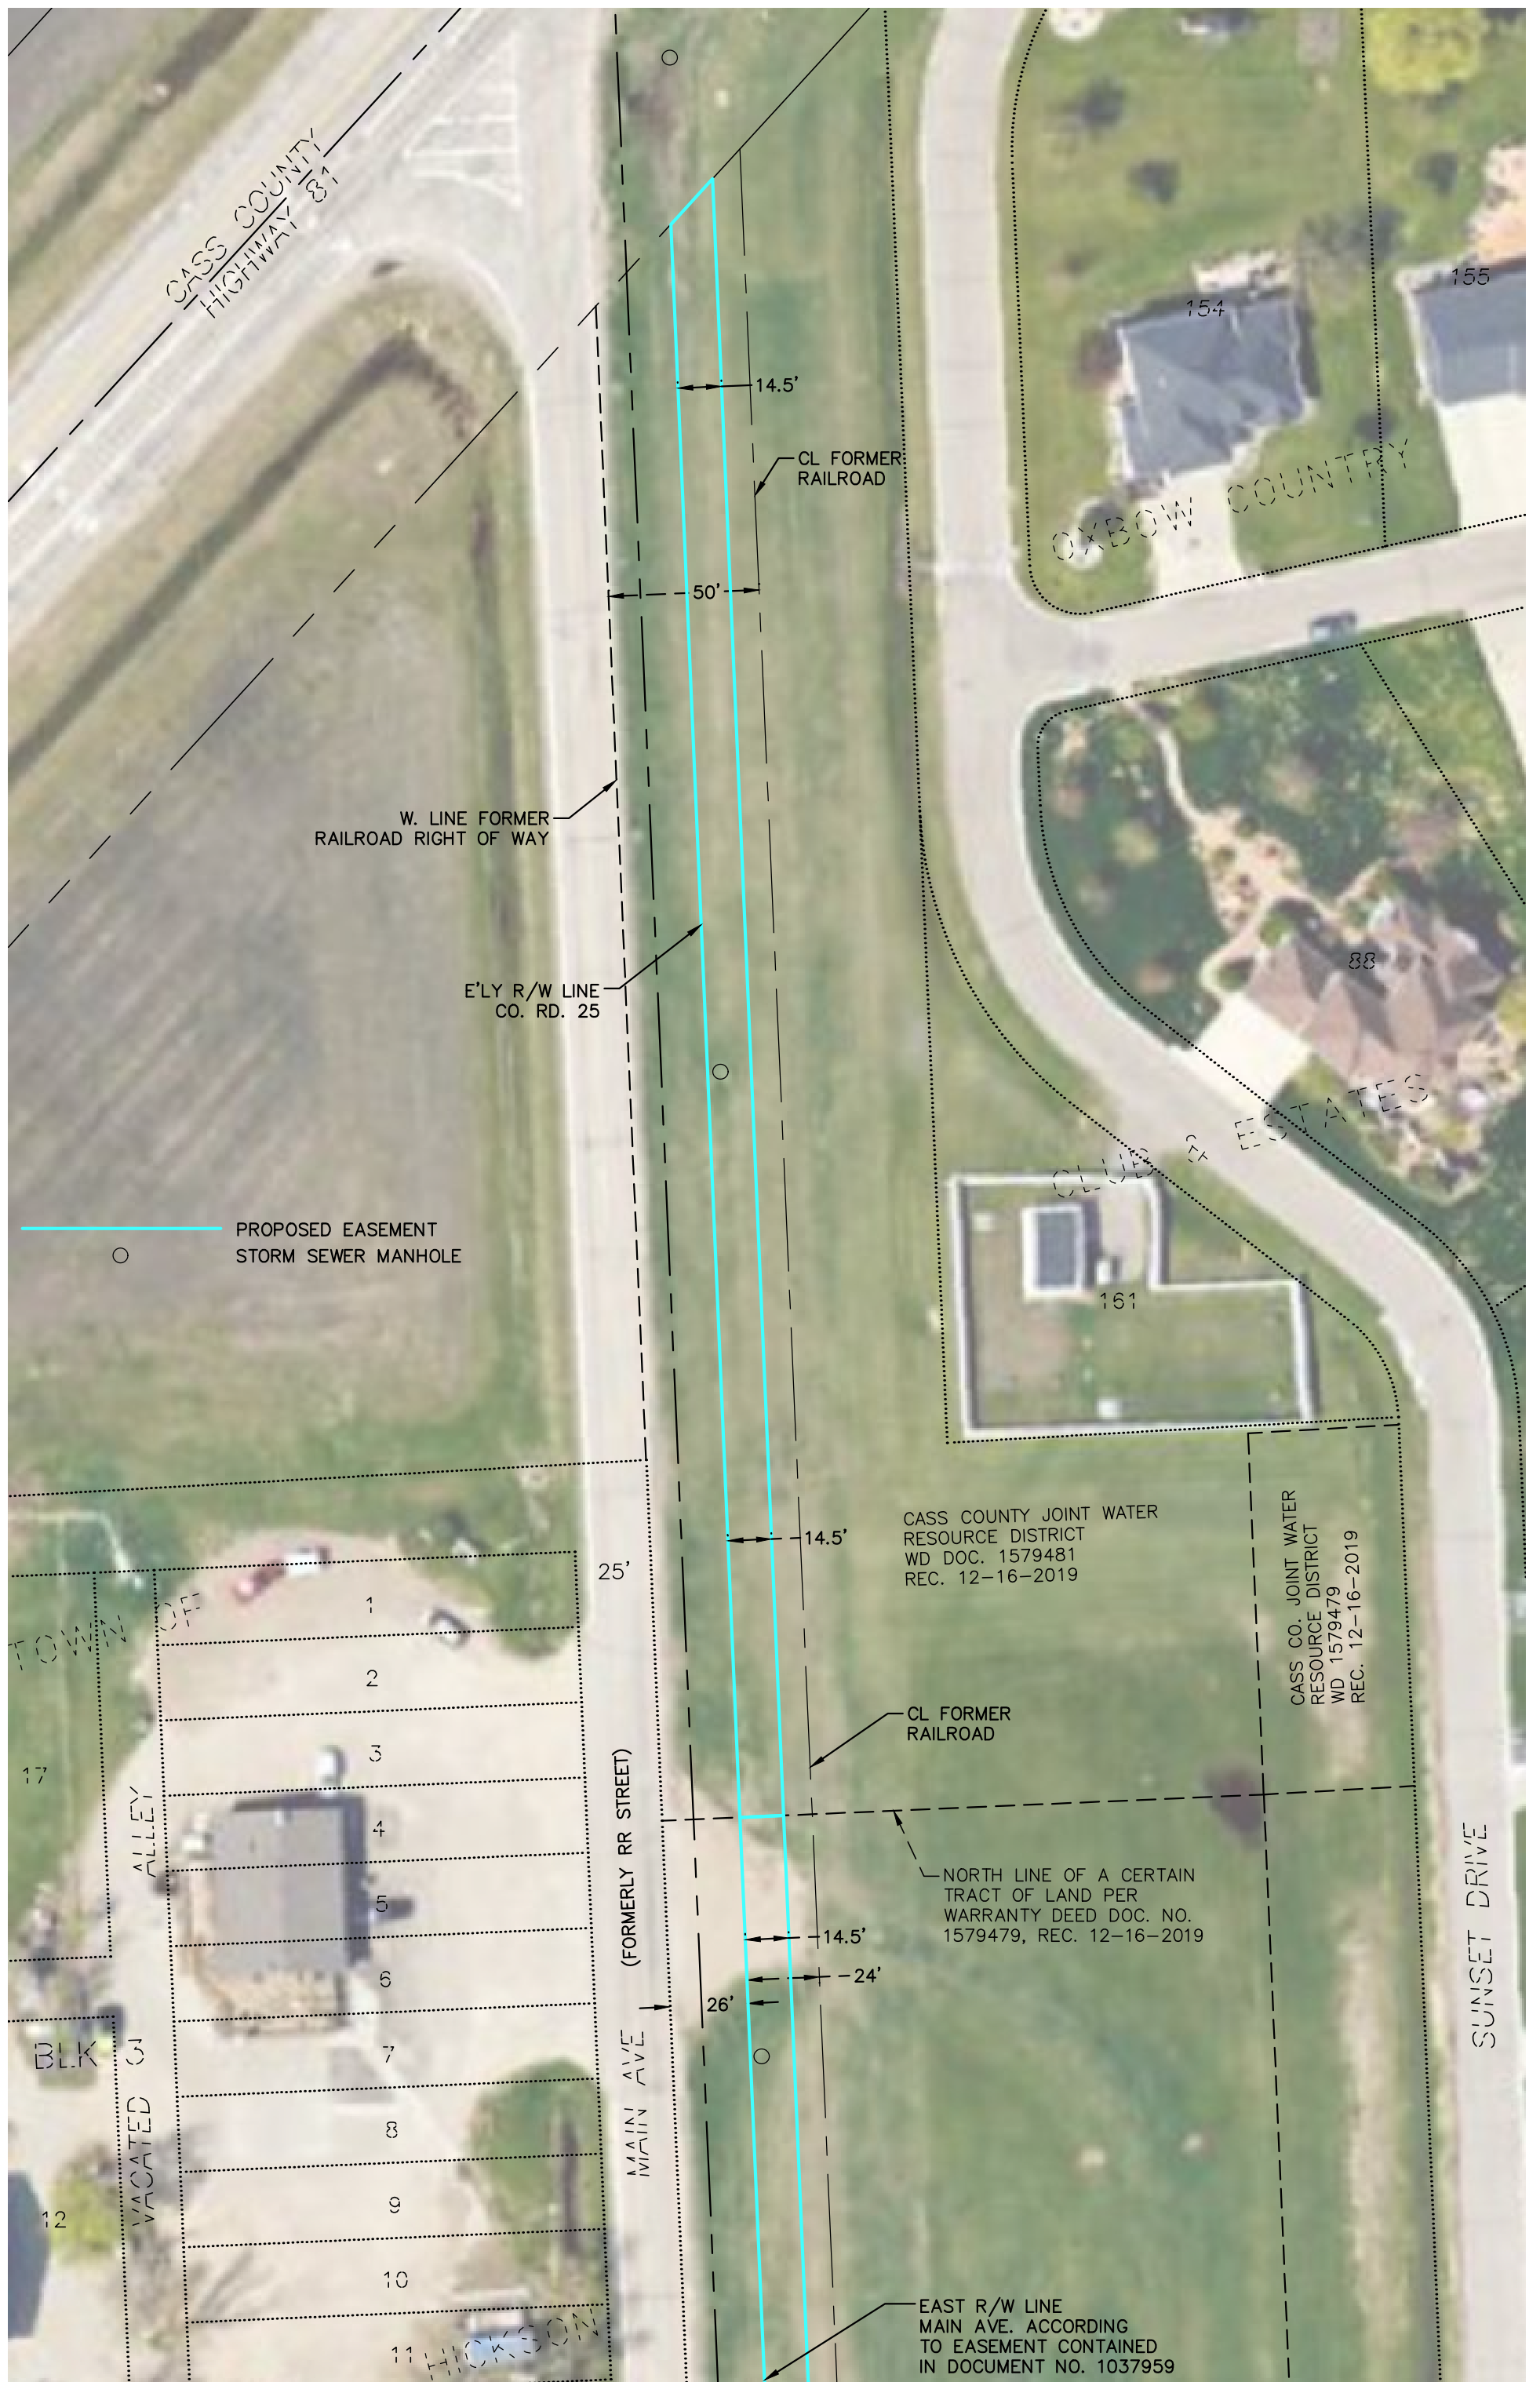 CASS COUNTY
HIGHWAY 81
154
155
14.5'
CL FORMER
RAILROAD
OXBOW COUNTRY
50'
W. LINE FORMER
RAILROAD RIGHT OF WAY
88
E'LY R/W LINE
CO. RD. 25
CLUB & ESTATES
PROPOSED EASEMENT
STORM SEWER MANHOLE
161
CASS COUNTY JOINT WATER
RESOURCE DISTRICT
WD DOC. 1579481
REC. 12-16-2019
CASS CO. JOINT WATER
RESOURCE DISTRICT
WD 1579479
REC. 12-16-2019
14.5'
25'
TOWN OF
1
2
3
4
5
6
7
8
9
10
11
17
ALLEY
CL FORMER
RAILROAD
(FORMERLY RR STREET)
NORTH LINE OF A CERTAIN
TRACT OF LAND PER
WARRANTY DEED DOC. NO.
1579479, REC. 12-16-2019
14.5'
24'
26'
SUNSET DRIVE
BLK 3
MAIN AVE
VACATED
12
HICKSON
EAST R/W LINE
MAIN AVE. ACCORDING
TO EASEMENT CONTAINED
IN DOCUMENT NO. 1037959